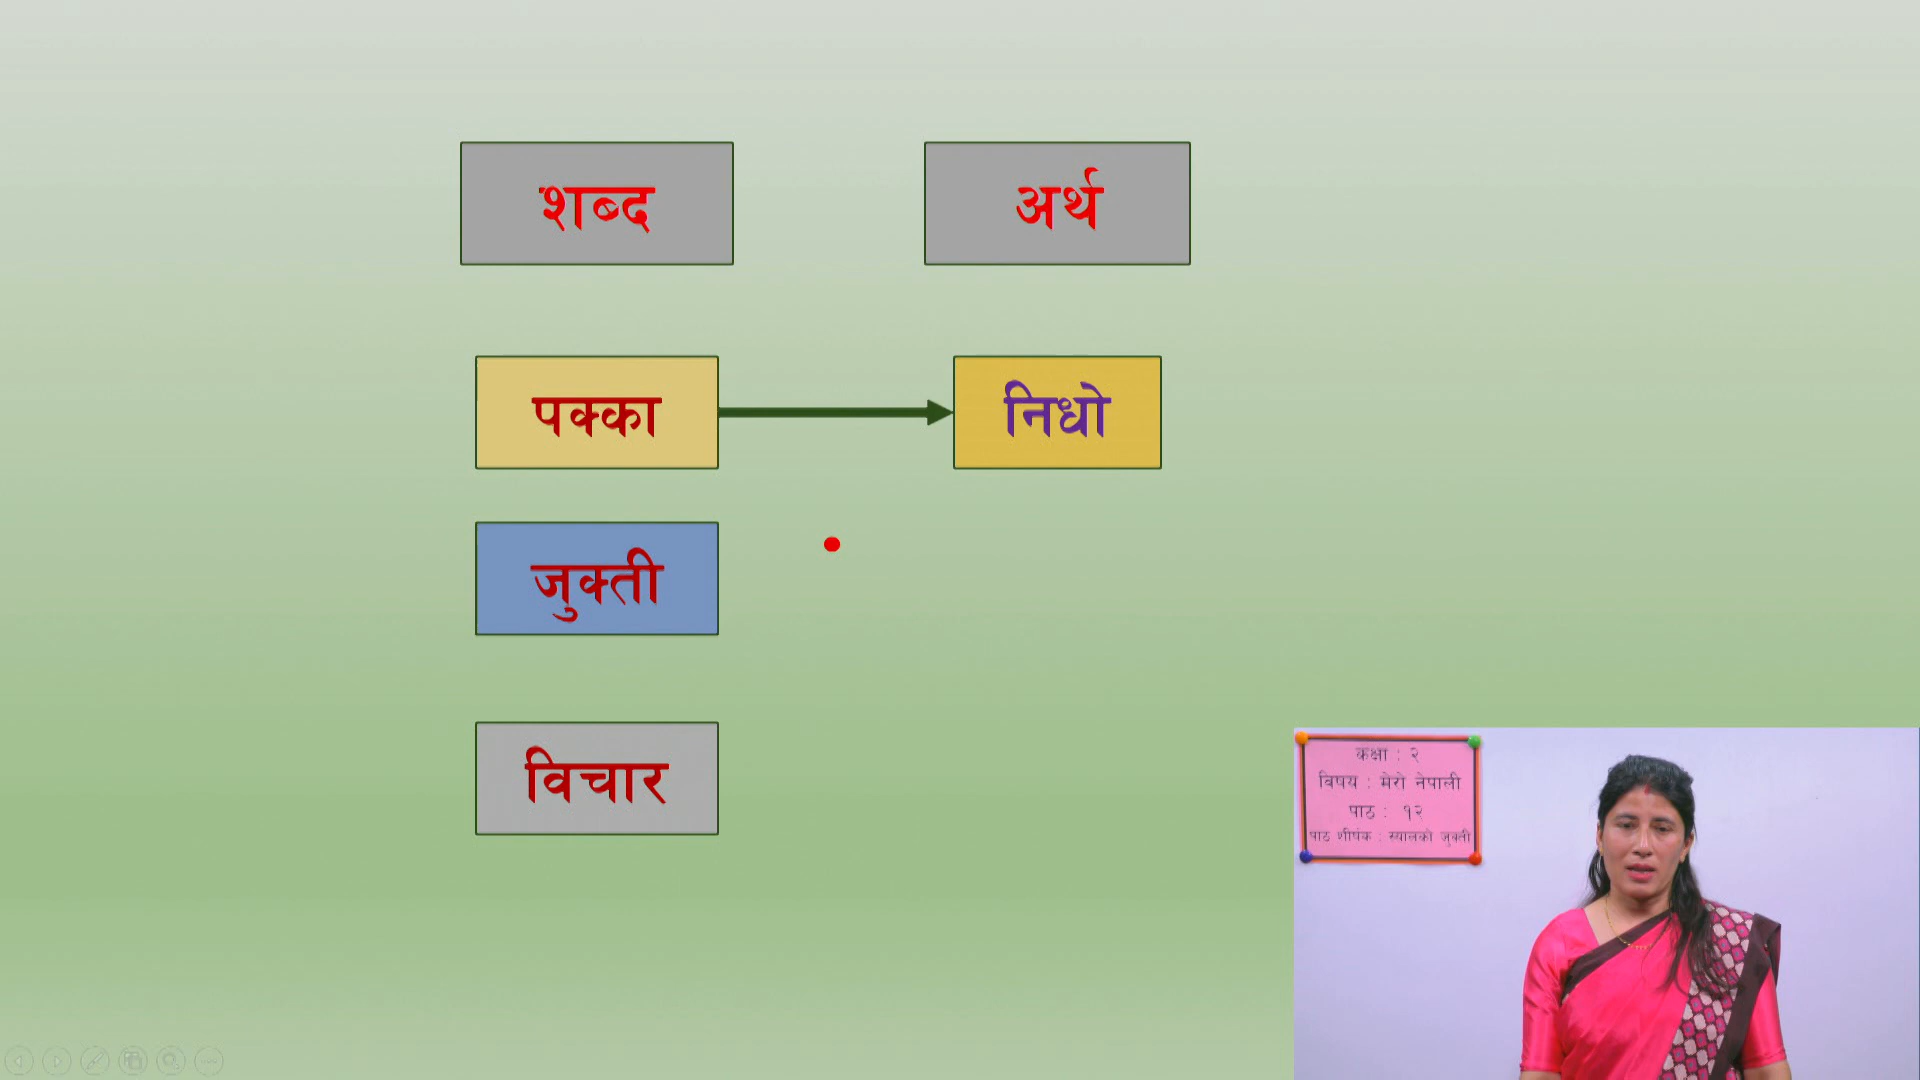 शब्द अर्थ
पक्का निधो
जुक्ती
विचार
कक्षा : २
विषय : मेरो नेपाली
पाठ : १२
पाठ शीर्षक : स्यालको जुक्ती